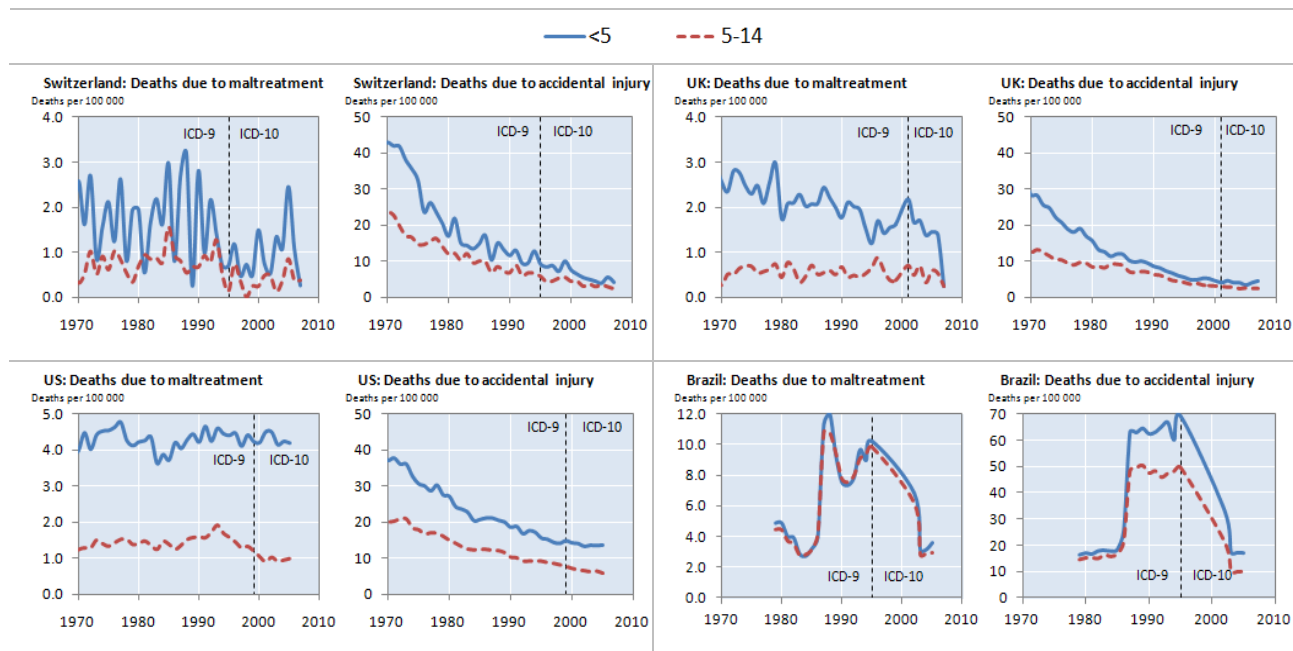 <5 5-14
Switzerland: Deaths due to maltreatment
Deaths per 100 000
4.0
3.0
2.0
1.0
0.0
ICD-9 ICD-10
1970 1980 1990 2000 2010
Switzerland: Deaths due to accidental injury
Deaths per 100 000
50
40
30
20
10
0
ICD-9 ICD-10
1970 1980 1990 2000 2010
UK: Deaths due to maltreatment
Deaths per 100 000
4.0
3.0
2.0
1.0
0.0
ICD-9 ICD-10
1970 1980 1990 2000 2010
UK: Deaths due to accidental injury
Deaths per 100 000
50
40
30
20
10
0
ICD-9 ICD-10
1970 1980 1990 2000 2010
US: Deaths due to maltreatment
Deaths per 100 000
5.0
4.0
3.0
2.0
1.0
0.0
ICD-9 ICD-10
1970 1980 1990 2000 2010
US: Deaths due to accidental injury
Deaths per 100 000
50
40
30
20
10
0
ICD-9 ICD-10
1970 1980 1990 2000 2010
Brazil: Deaths due to maltreatment
Deaths per 100 000
12.0
10.0
8.0
6.0
4.0
2.0
0.0
ICD-9 ICD-10
1970 1980 1990 2000 2010
Brazil: Deaths due to accidental injury
Deaths per 100 000
70
60
50
40
30
20
10
0
ICD-9 ICD-10
1970 1980 1990 2000 2010